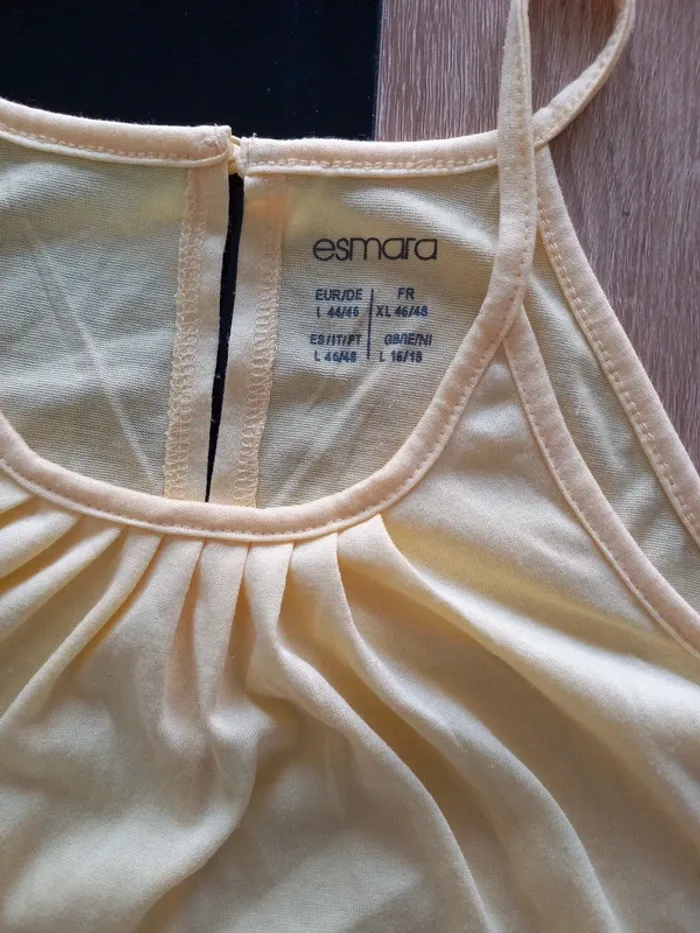 esmara
EUR/DE
L 44/46
FR
XL 46/48
ES/IT/PT
L 46/48
GB/IE/NI
L 16/18